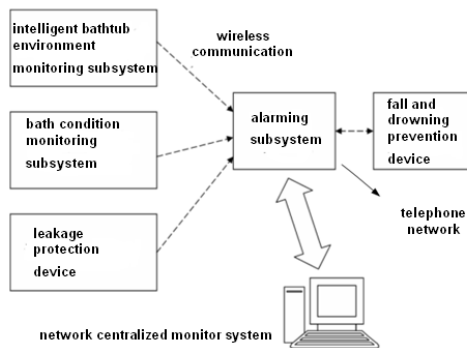 intelligent bathtub
environment
monitoring subsystem
wireless
communication
bath condition
monitoring
subsystem
alarming
subsystem
fall and
drowning
prevention
device
leakage
protection
device
telephone
network
network centralized monitor system